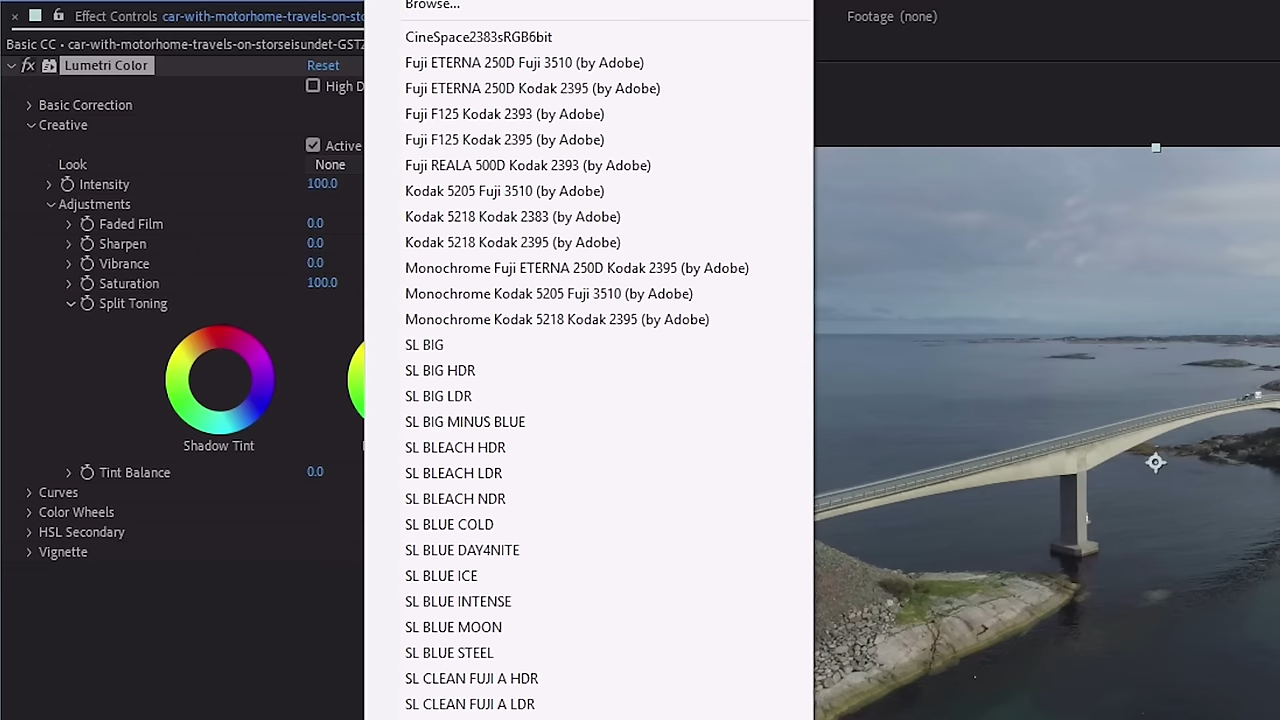 × Effect Controls car-with-motorhome-travels-on-sto
Basic CC • car-with-motorhome-travels-on-storseisundet-GST
fx Lumetri Color Reset
High D
Basic Correction
Creative
Active
Look None
Intensity 100.0
Adjustments
Faded Film 0.0
Sharpen 0.0
Vibrance 0.0
Saturation 100.0
Split Toning
Shadow Tint
Tint Balance 0.0
Curves
Color Wheels
HSL Secondary
Vignette
Browse...
CineSpace2383sRGB6bit
Fuji ETERNA 250D Fuji 3510 (by Adobe)
Fuji ETERNA 250D Kodak 2395 (by Adobe)
Fuji F125 Kodak 2393 (by Adobe)
Fuji F125 Kodak 2395 (by Adobe)
Fuji REALA 500D Kodak 2393 (by Adobe)
Kodak 5205 Fuji 3510 (by Adobe)
Kodak 5218 Kodak 2383 (by Adobe)
Kodak 5218 Kodak 2395 (by Adobe)
Monochrome Fuji ETERNA 250D Kodak 2395 (by Adobe)
Monochrome Kodak 5205 Fuji 3510 (by Adobe)
Monochrome Kodak 5218 Kodak 2395 (by Adobe)
SL BIG
SL BIG HDR
SL BIG LDR
SL BIG MINUS BLUE
SL BLEACH HDR
SL BLEACH LDR
SL BLEACH NDR
SL BLUE COLD
SL BLUE DAY4NITE
SL BLUE ICE
SL BLUE INTENSE
SL BLUE MOON
SL BLUE STEEL
SL CLEAN FUJI A HDR
SL CLEAN FUJI A LDR
Footage (none)